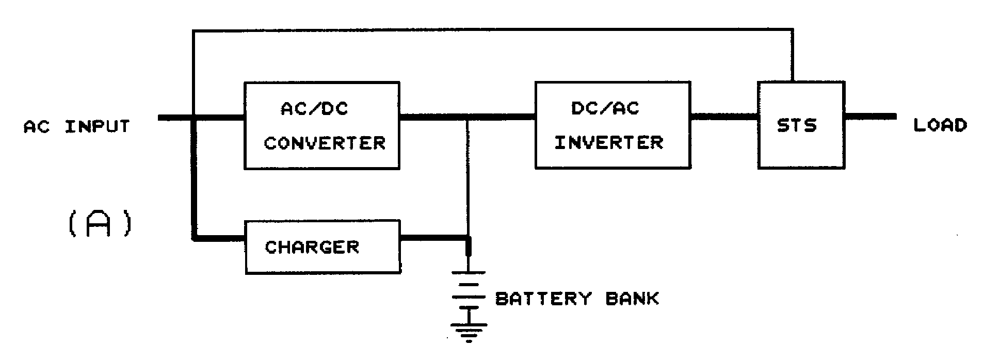 AC INPUT
AC/DC
CONVERTER
DC/AC
INVERTER
STS
LOAD
(A)
CHARGER
BATTERY BANK